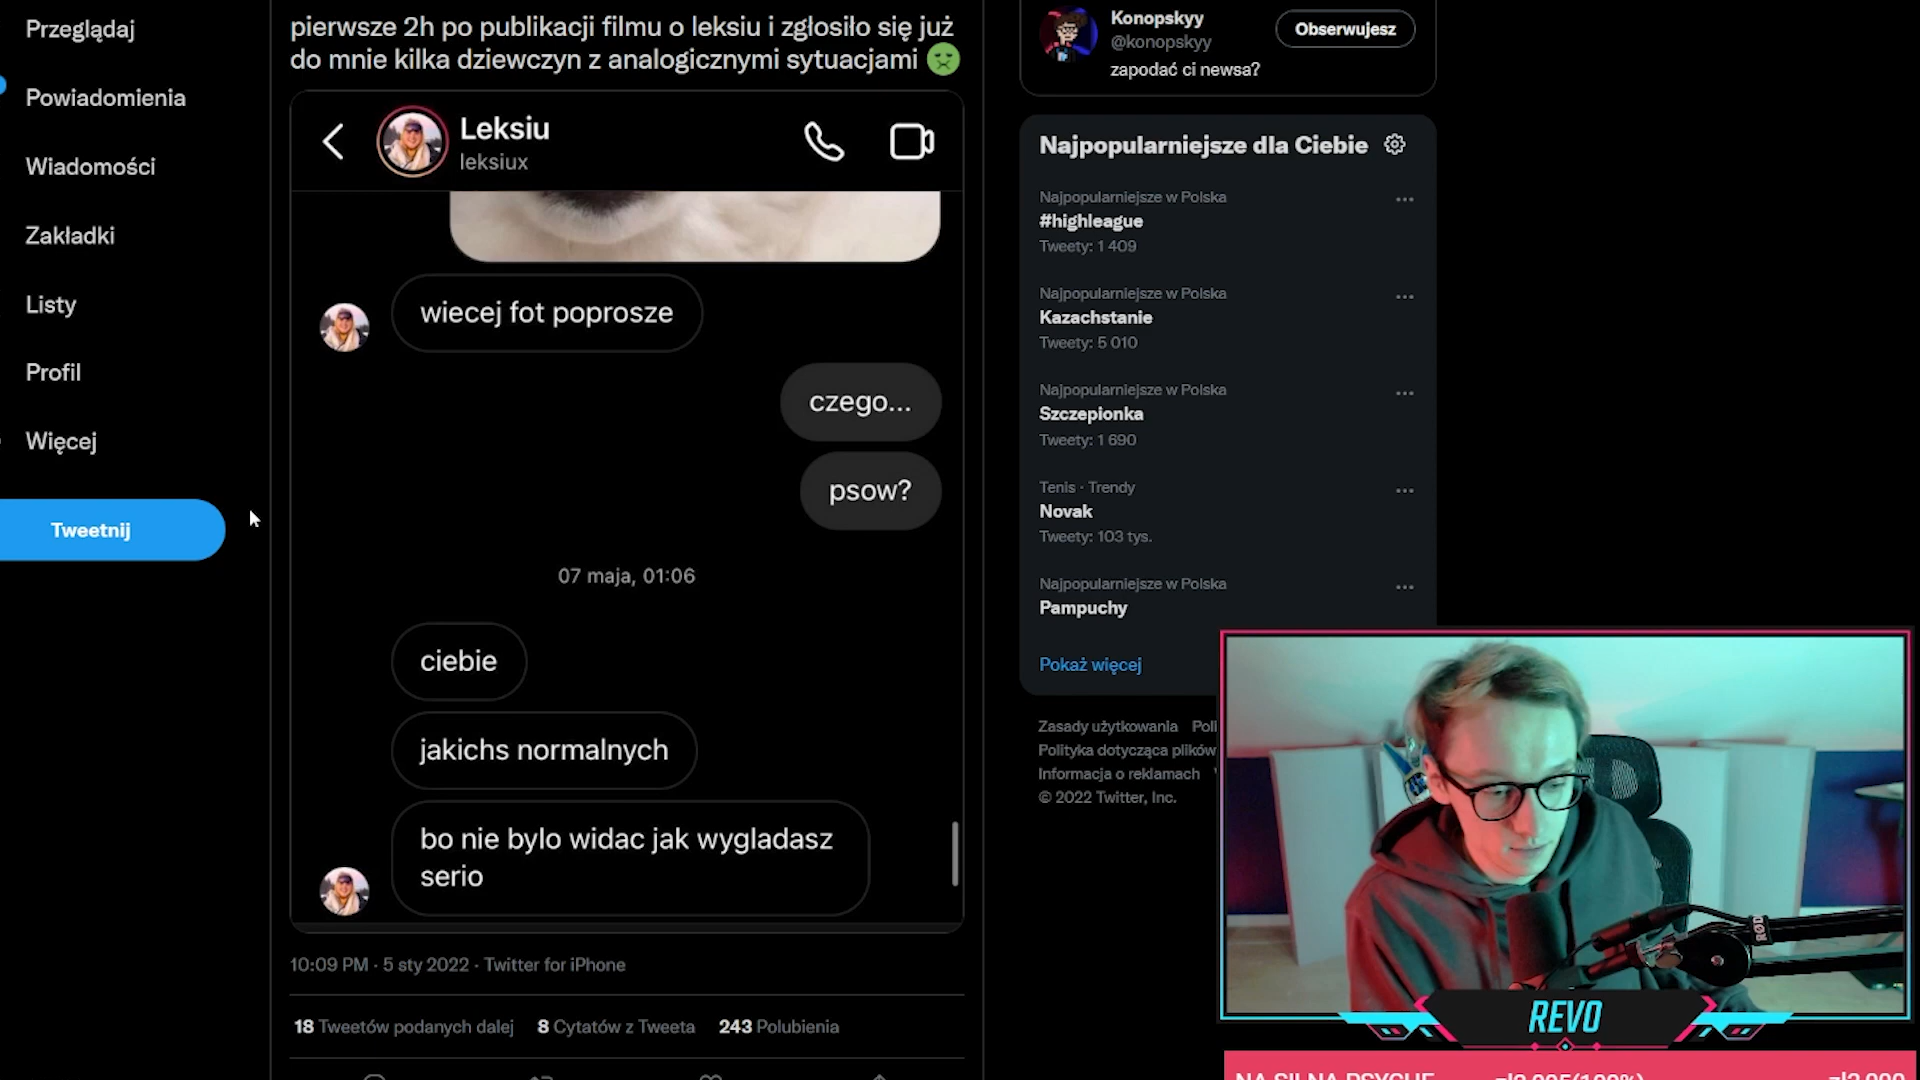 Przeglądaj
Powiadomienia
Wiadomości
Zakładki
Listy
Profil
Więcej
Tweetnij
pierwsze 2h po publikacji filmu o leksiu i zgłosiło się już
do mnie kilka dziewczyn z analogicznymi sytuacjami
Leksiu
leksiux
wiecej fot poprosze
czego...
psow?
07 maja, 01:06
ciebie
jakichs normalnych
bo nie bylo widac jak wygladasz
serio
10:09 PM · 5 sty 2022 · Twitter for iPhone
18 Tweetów podanych dalej 8 Cytatów z Tweeta 243 Polubienia
Konopskyy
@konopskyy
Obserwujesz
zapodać ci newsa?
Najpopularniejsze dla Ciebie
Najpopularniejsze w Polska
#highleague
Tweety: 1 409
Najpopularniejsze w Polska
Kazachstanie
Tweety: 5 010
Najpopularniejsze w Polska
Szczepionka
Tweety: 1 690
Tenis · Trendy
Novak
Tweety: 103 tys.
Najpopularniejsze w Polska
Pampuchy
Pokaż więcej
Zasady użytkowania Poli
Polityka dotycząca plików
Informacja o reklamach
© 2022 Twitter, Inc.
RØD
REVO
NA SILNA PSYCHE